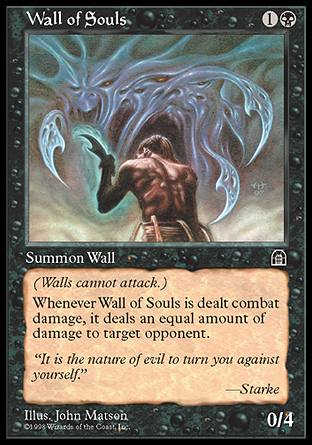 Wall of Souls 1
Summon Wall
(Walls cannot attack.)
Whenever Wall of Souls is dealt combat
damage, it deals an equal amount of
damage to target opponent.
"It is the nature of evil to turn you against
yourself."
—Starke
Illus. John Matson
©1998 Wizards of the Coast, Inc.
0/4